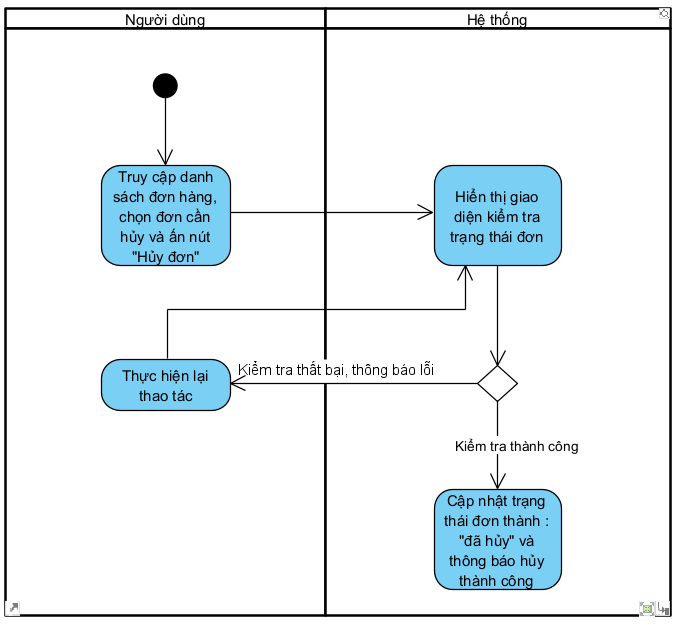 Người dùng
Hệ thống
Truy cập danh
sách đơn hàng,
chọn đơn cần
hủy và ấn nút
"Hủy đơn"
Hiển thị giao
diện kiểm tra
trạng thái đơn
Kiểm tra thất bại, thông báo lỗi
Thực hiện lại
thao tác
Kiểm tra thành công
Cập nhật trạng
thái đơn thành :
"đã hủy" và
thông báo hủy
thành công